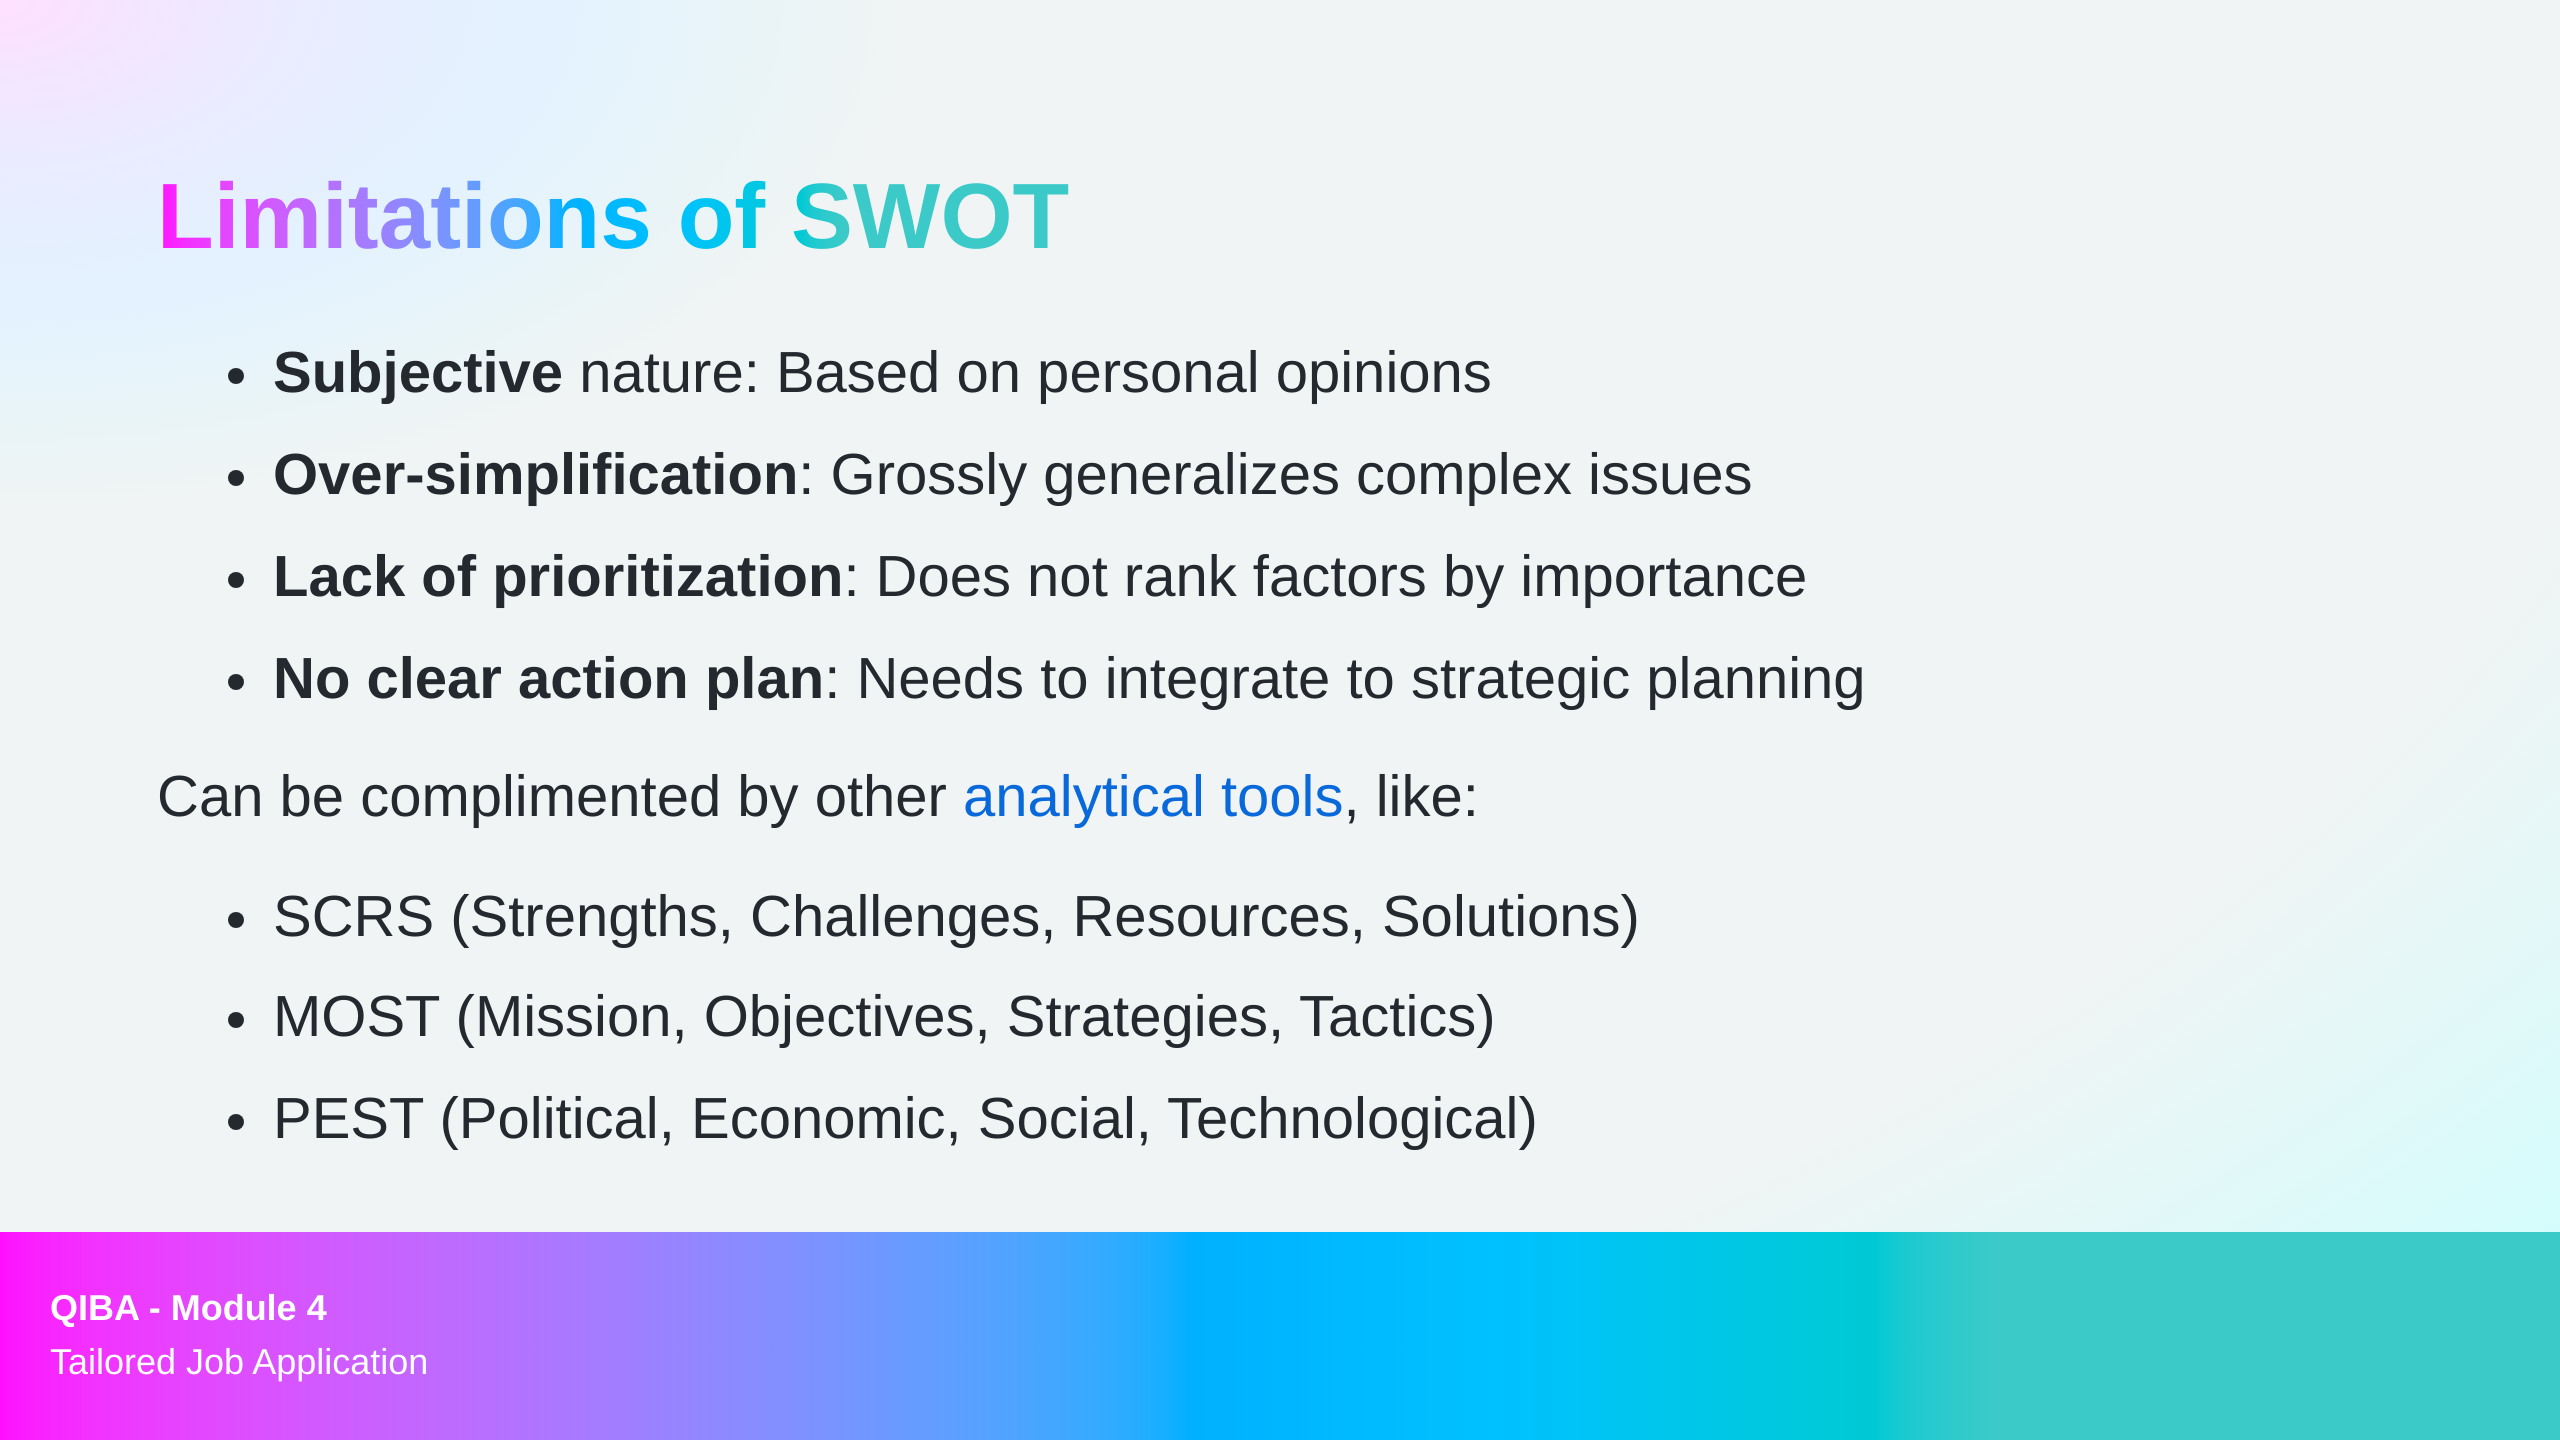 Limitations of SWOT
• Subjective nature: Based on personal opinions
• Over-simplification: Grossly generalizes complex issues
• Lack of prioritization: Does not rank factors by importance
• No clear action plan: Needs to integrate to strategic planning
Can be complimented by other analytical tools, like:
• SCRS (Strengths, Challenges, Resources, Solutions)
• MOST (Mission, Objectives, Strategies, Tactics)
• PEST (Political, Economic, Social, Technological)
QIBA - Module 4
Tailored Job Application